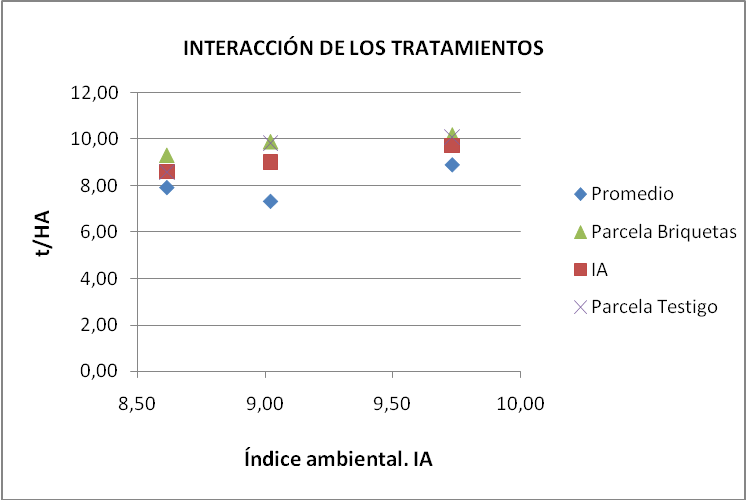 INTERACCIÓN DE LOS TRATAMIENTOS
12,00
10,00
8,00
6,00
4,00
2,00
0,00
t/HA
8,50 9,00 9,50 10,00
Índice ambiental. IA
Promedio
Parcela Briquetas
IA
Parcela Testigo